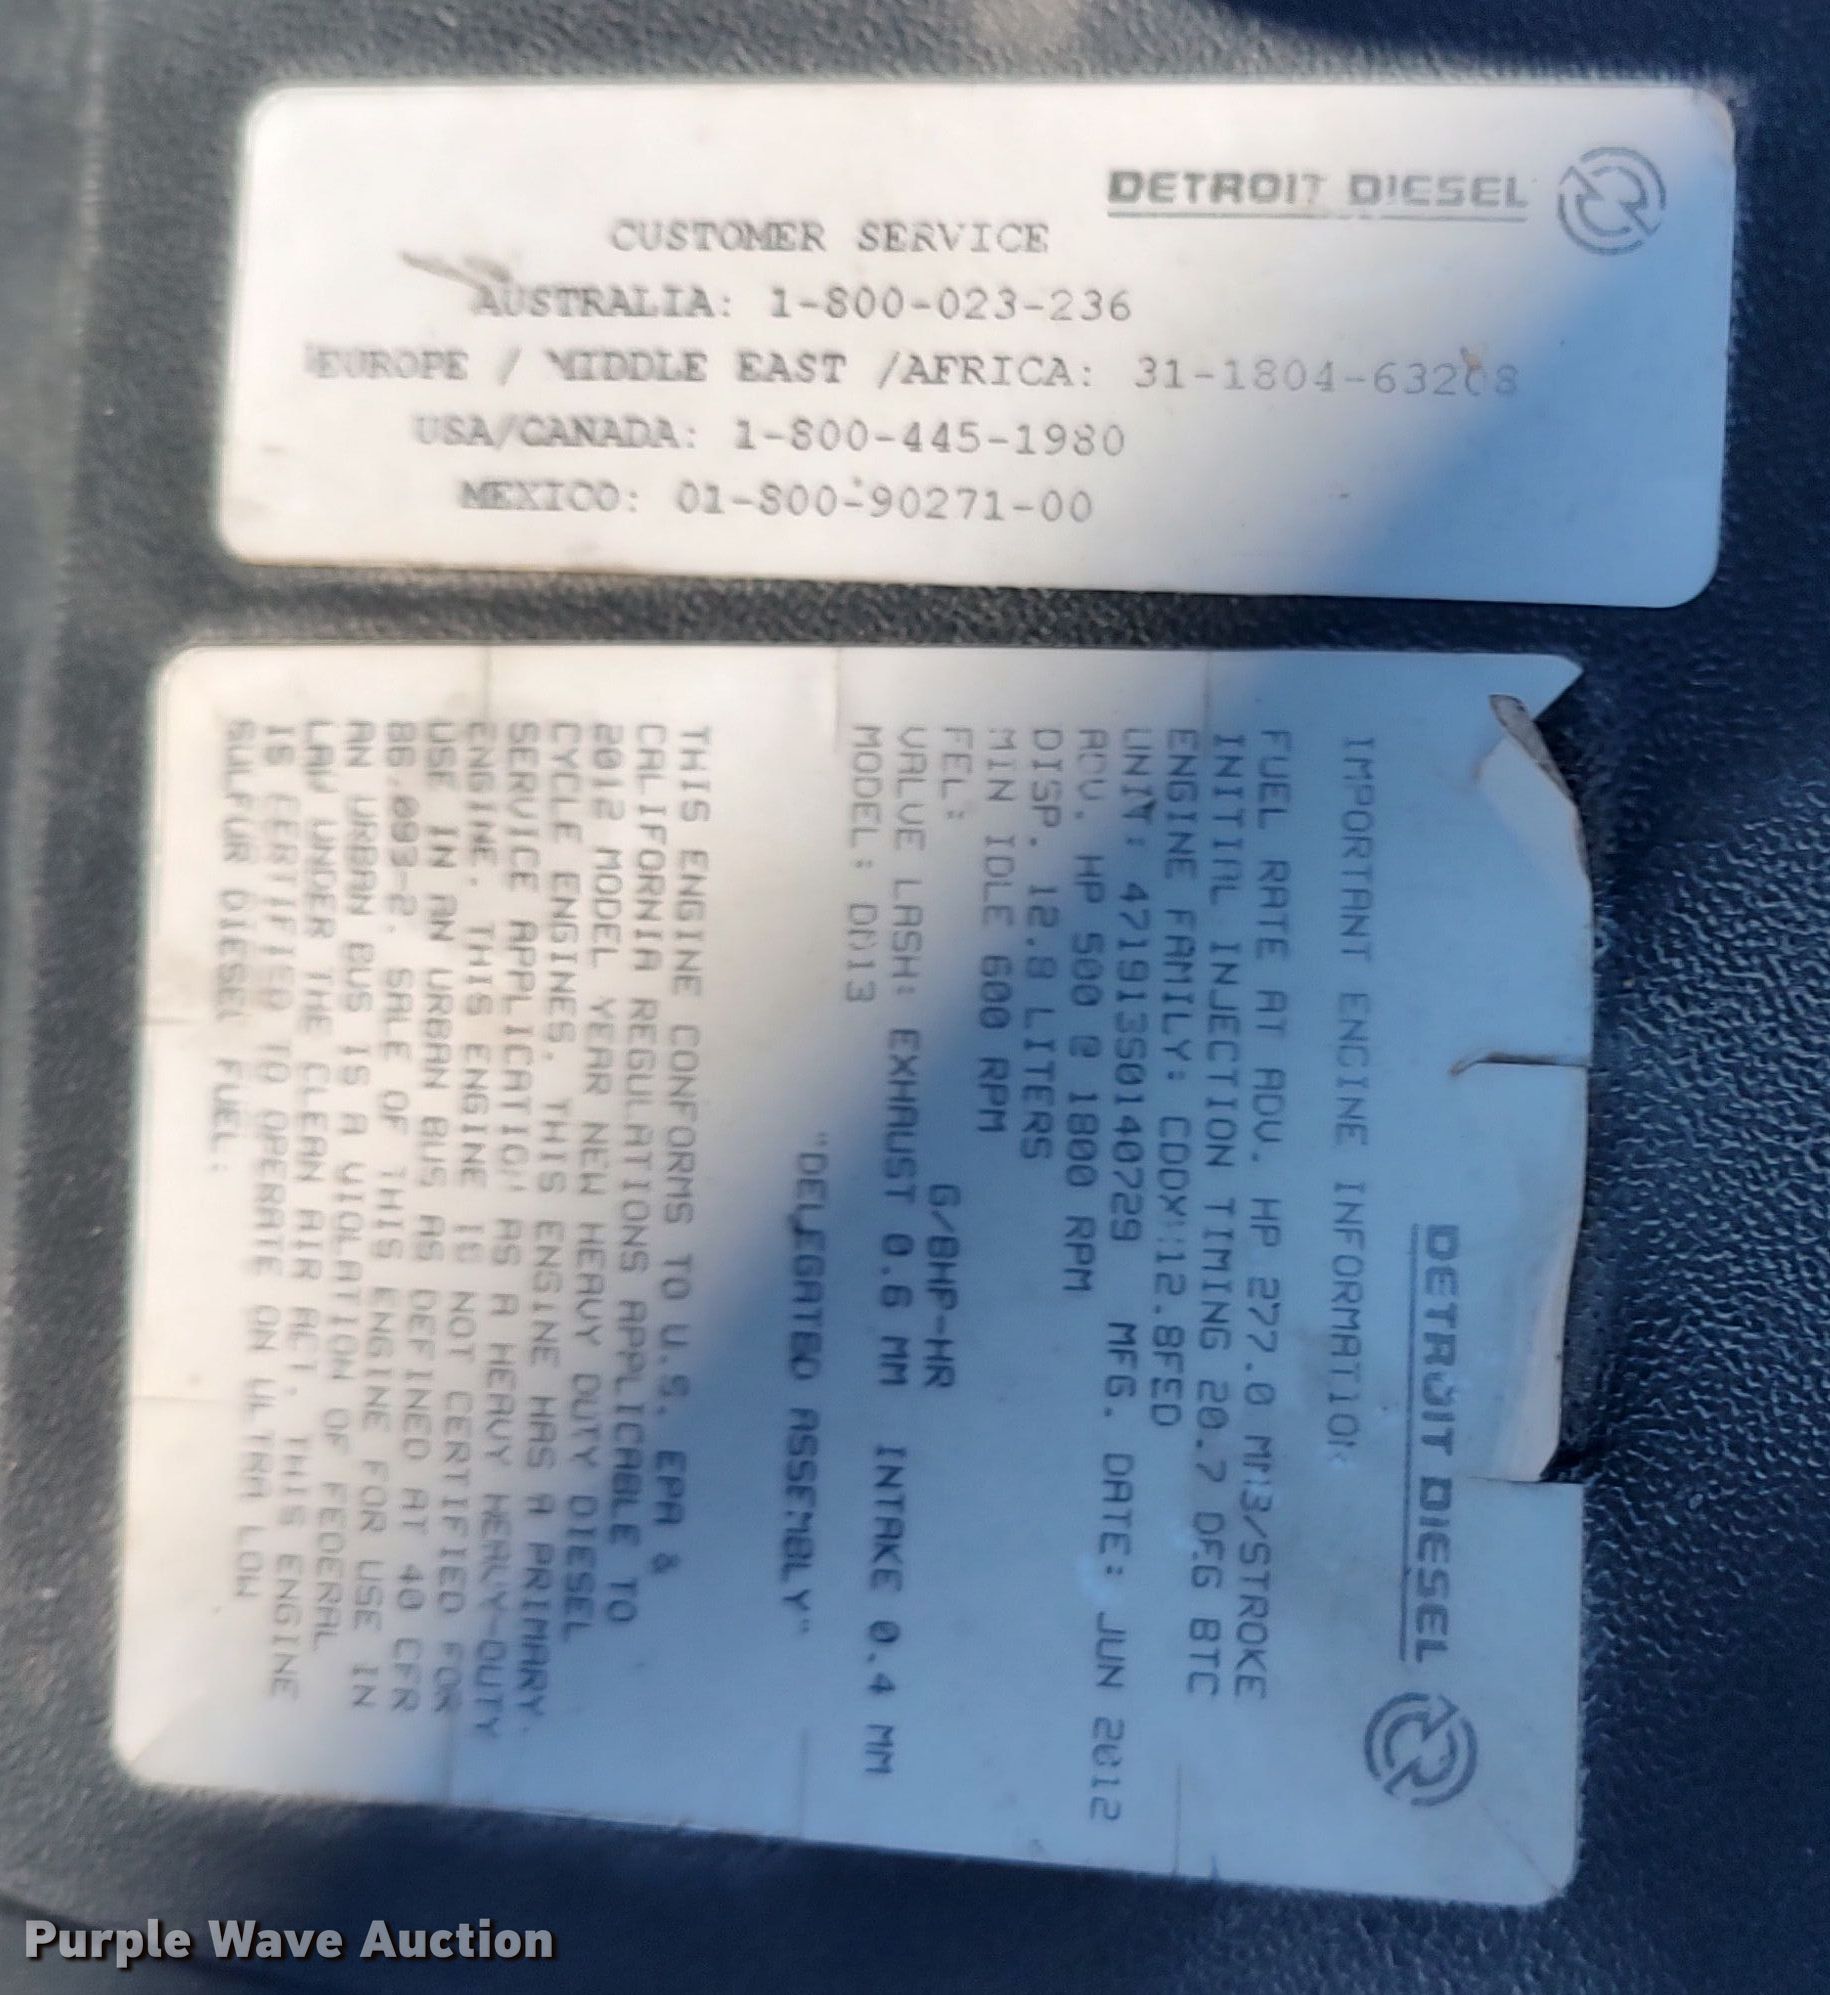 DETROIT DIESEL
CUSTOMER SERVICE
AUSTRALIA: 1-800-023-236
EUROPE / MIDDLE EAST /AFRICA:
USA/CANADA: 1-800-445-1980
MEXICO: 01-800-90271-00
DETROIT DIESEL
IMPORTANT ENGINE INFORMATION
FUEL RATE AT ADV. HP 277.0 MM3/STROKE
INITIAL INJECTION TIMING 20.7 DEG BTC
ENGINE FAMILY: CDDXH12.8FED
UNIT: 471913S0140729 MFG. DATE: JUN 2012
ADV. HP 500 @ 1800 RPM
DISP. 12.8 LITERS
MIN IDLE 600 RPM
FEL: G/BHP-HR
VALVE LASH: EXHAUST 0.6 MM INTAKE 0.4 MM
MODEL: DD13
"DELEGATED ASSEMBLY"
THIS ENGINE CONFORMS TO U.S. EPA &
CALIFORNIA REGULATIONS APPLICABLE TO
2012 MODEL YEAR NEW HEAVY DUTY DIESEL
CYCLE ENGINES. THIS ENGINE HAS A PRIMARY
SERVICE APPLICATION AS A HEAVY HEAVY-DUTY
ENGINE. THIS ENGINE IS NOT CERTIFIED FOR
USE IN AN URBAN BUS AS DEFINED AT 40 CFR
86.093-2. SALE OF THIS ENGINE FOR USE IN
AN URBAN BUS IS A VIOLATION OF FEDERAL
LAW UNDER THE CLEAN AIR ACT. THIS ENGINE
IS CERTIFIED TO OPERATE ON ULTRA LOW
SULFUR DIESEL FUEL.
Purple Wave Auction